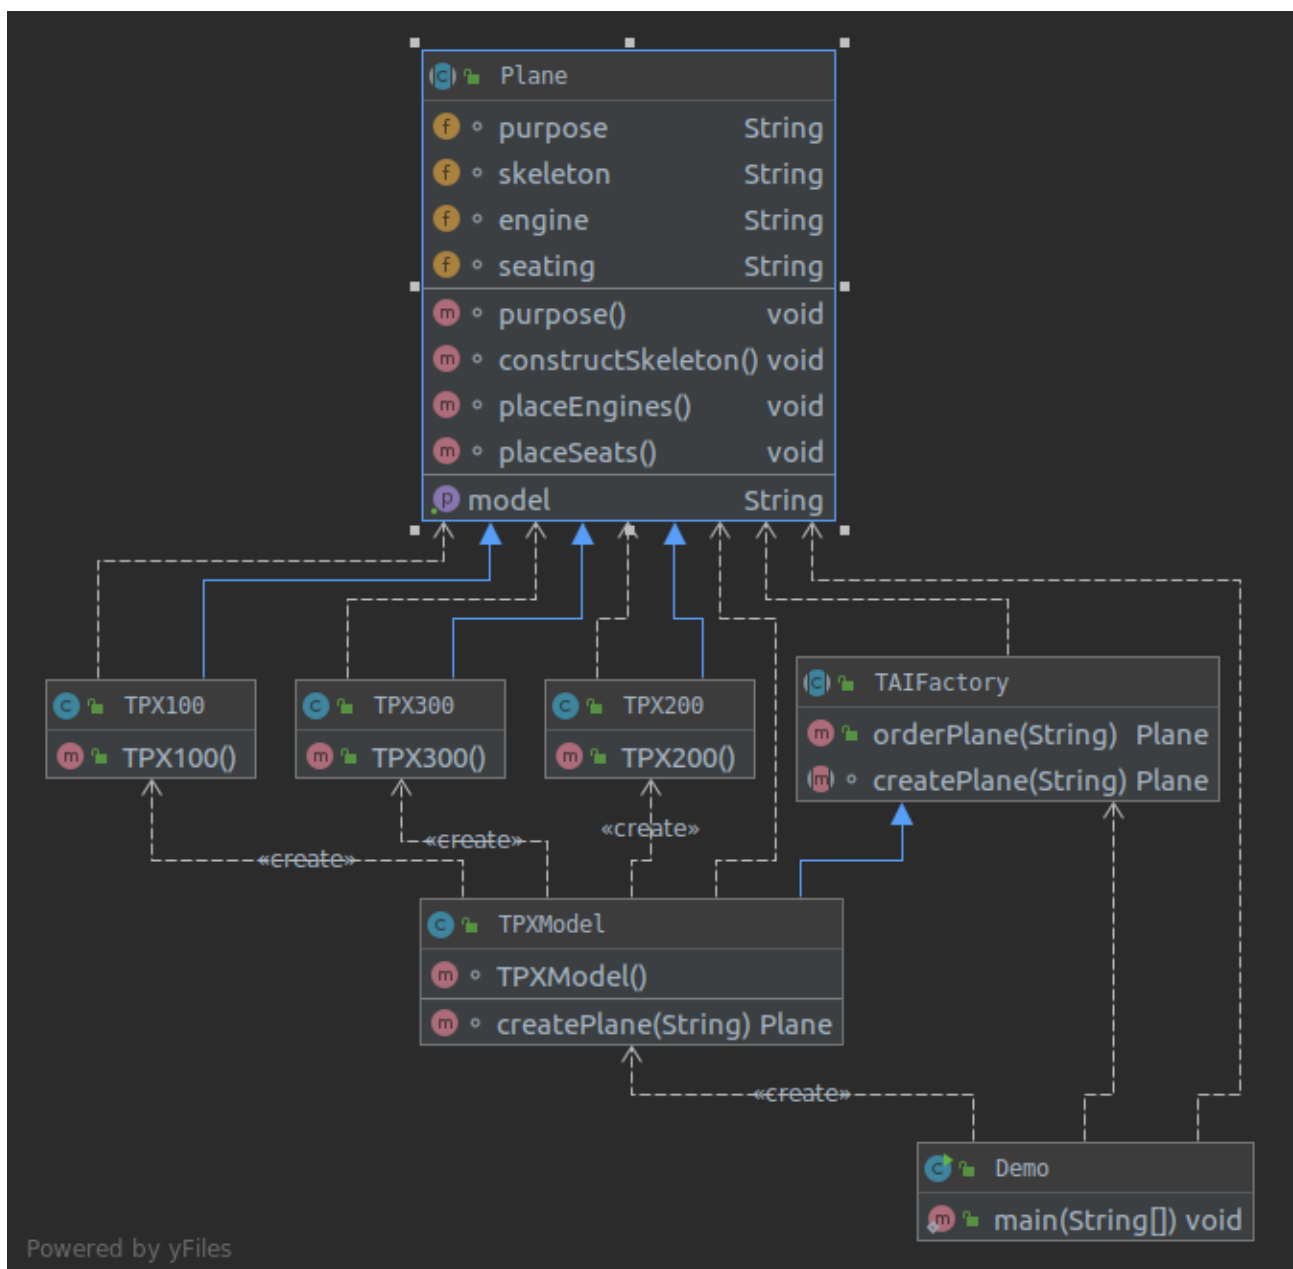 Plane
purpose String
skeleton String
engine String
seating String
purpose() void
constructSkeleton() void
placeEngines() void
placeSeats() void
model String
TPX100
TPX100()
TPX300
TPX300()
TPX200
TPX200()
TAIFactory
orderPlane(String) Plane
createPlane(String) Plane
«create»
«create»
«create»
TPXModel
TPXModel()
createPlane(String) Plane
«create»
Demo
main(String[]) void
Powered by yFiles